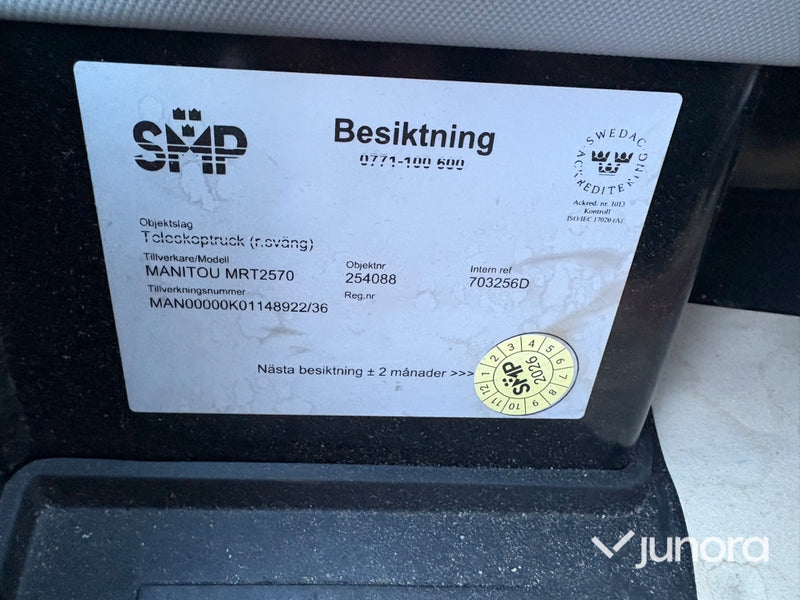 SMP
Besiktning
0771-100 600
SWEDAC
ACKREDITERING
Ackred. nr. 1013
Kontroll
ISO/IEC 17020 (A)
Objektslag
Teleskoptruck (r.sväng)
Tillverkare/Modell
MANITOU MRT2570
Objektnr
254088
Intern ref
703256D
Tillverkningsnummer
MAN00000K01148922/36
Reg.nr
Nästa besiktning ± 2 månader >>>
1 2 3 4 5 6 7 8 9 10 11 12
SMP
2026
junora